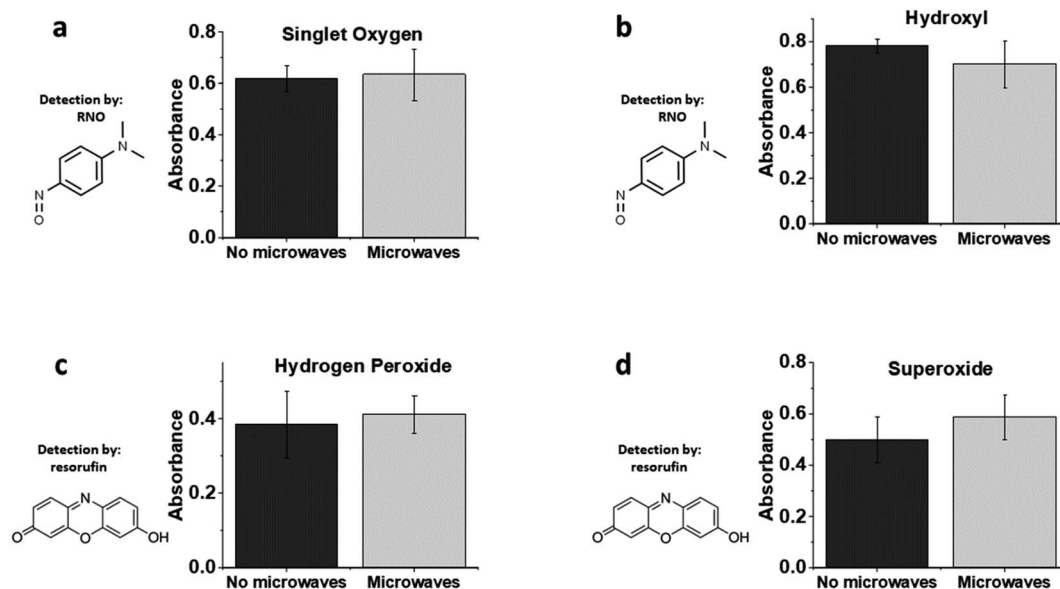 a
Singlet Oxygen
Detection by:
RNO
N
N
O
Absorbance
0.8
0.6
0.4
0.2
0.0
No microwaves
Microwaves
b
Hydroxyl
Detection by:
RNO
N
N
O
Absorbance
0.8
0.6
0.4
0.2
0.0
No microwaves
Microwaves
c
Hydrogen Peroxide
Detection by:
resorufin
N
O
O
OH
Absorbance
0.4
0.2
0.0
No microwaves
Microwaves
d
Superoxide
Detection by:
resorufin
N
O
O
OH
Absorbance
0.8
0.6
0.4
0.2
0.0
No microwaves
Microwaves